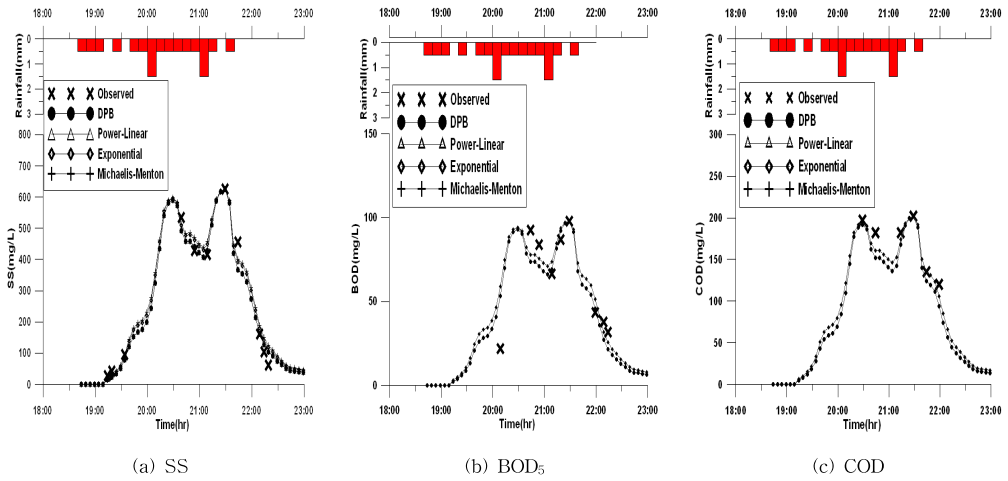 18:00 19:00 20:00 21:00 22:00 23:00
0
1
2
3
Rainfall(mm)
Observed
DPB
Power-Linear
Exponential
Michaelis-Menton
800
700
600
500
400
300
200
100
0
SS(mg/L)
18:00 19:00 20:00 21:00 22:00 23:00
Time(hr)
(a) SS
18:00 19:00 20:00 21:00 22:00 23:00
0
1
2
3
Rainfall(mm)
Observed
DPB
Power-Linear
Exponential
Michaelis-Menton
150
100
50
0
BOD(mg/L)
18:00 19:00 20:00 21:00 22:00 23:00
Time(hr)
(b) BOD₅
18:00 19:00 20:00 21:00 22:00 23:00
0
1
2
3
Rainfall(mm)
Observed
DPB
Power-Linear
Exponential
Michaelis-Menton
300
250
200
150
100
50
0
COD(mg/L)
18:00 19:00 20:00 21:00 22:00 23:00
Time(hr)
(c) COD